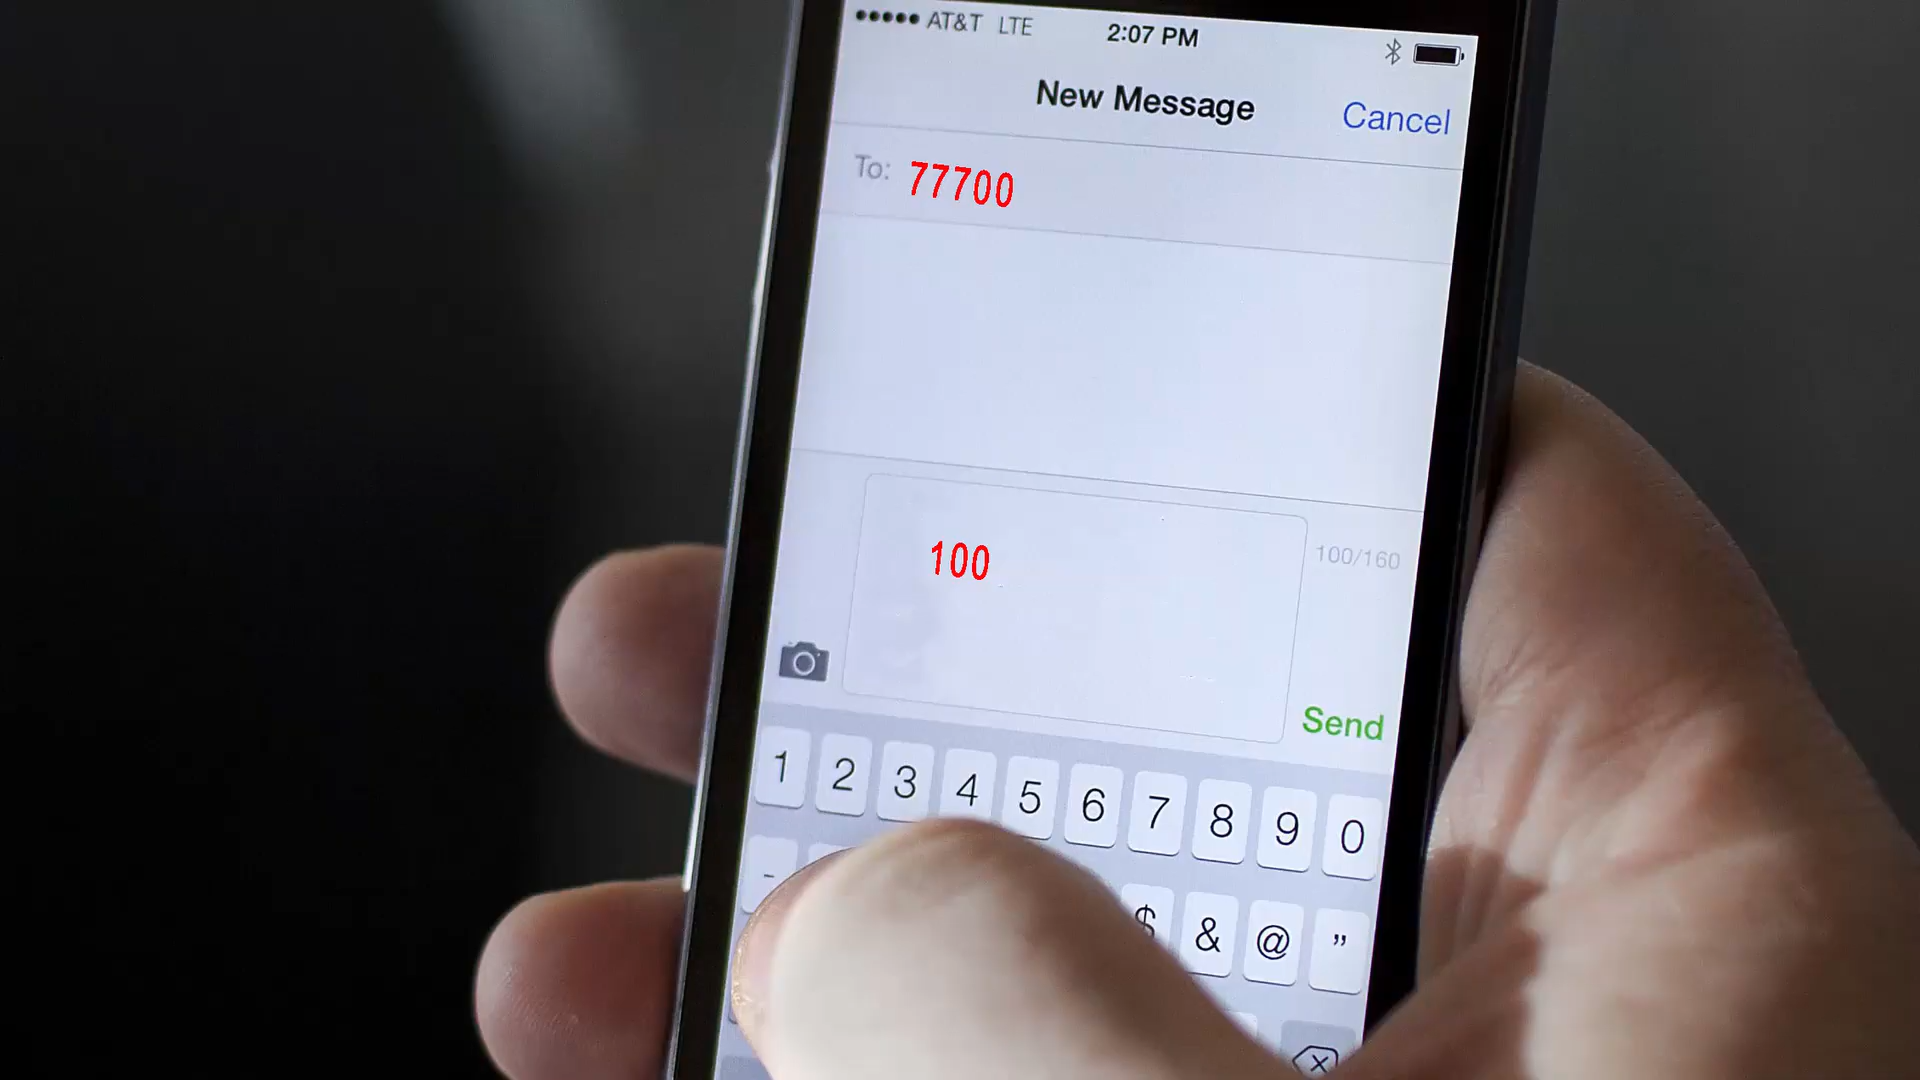 AT&T LTE 2:07 PM
New Message Cancel
To: 77700
100 100/160
Send
1 2 3 4 5 6 7 8 9 0
- $ & @ ”